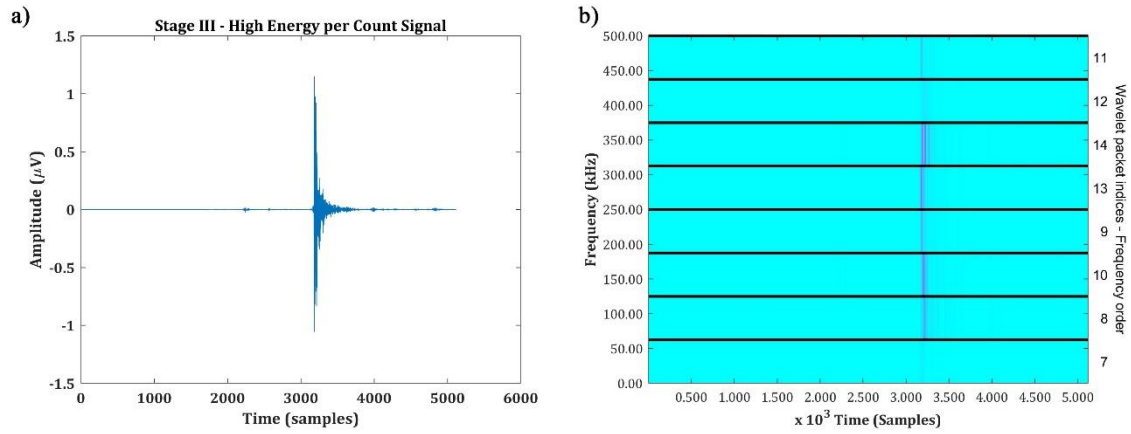 a)
Stage III - High Energy per Count Signal
1.5
1
0.5
0
-0.5
-1
-1.5
Amplitude (μV)
0 1000 2000 3000 4000 5000 6000
Time (samples)
b)
500.00
450.00
400.00
350.00
300.00
250.00
200.00
150.00
100.00
50.00
0.00
Frequency (kHz)
0.500 1.000 1.500 2.000 2.500 3.000 3.500 4.000 4.500 5.000
x 10³ Time (Samples)
11
12
14
13
9
10
8
7
Wavelet packet indices - Frequency order